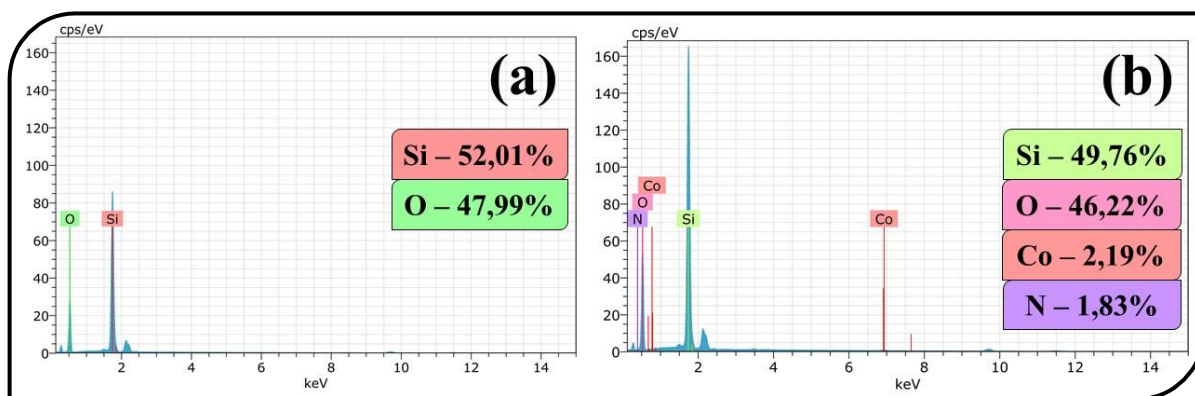 cps/eV
160
140
120
100
80
60
40
20
0
(a)
Si – 52,01%
O – 47,99%
O
Si
2
4
6
8
10
12
14
keV
cps/eV
160
140
120
100
80
60
40
20
0
(b)
Si – 49,76%
O – 46,22%
Co – 2,19%
N – 1,83%
Co
O
N
Si
Co
2
4
6
8
10
12
14
keV